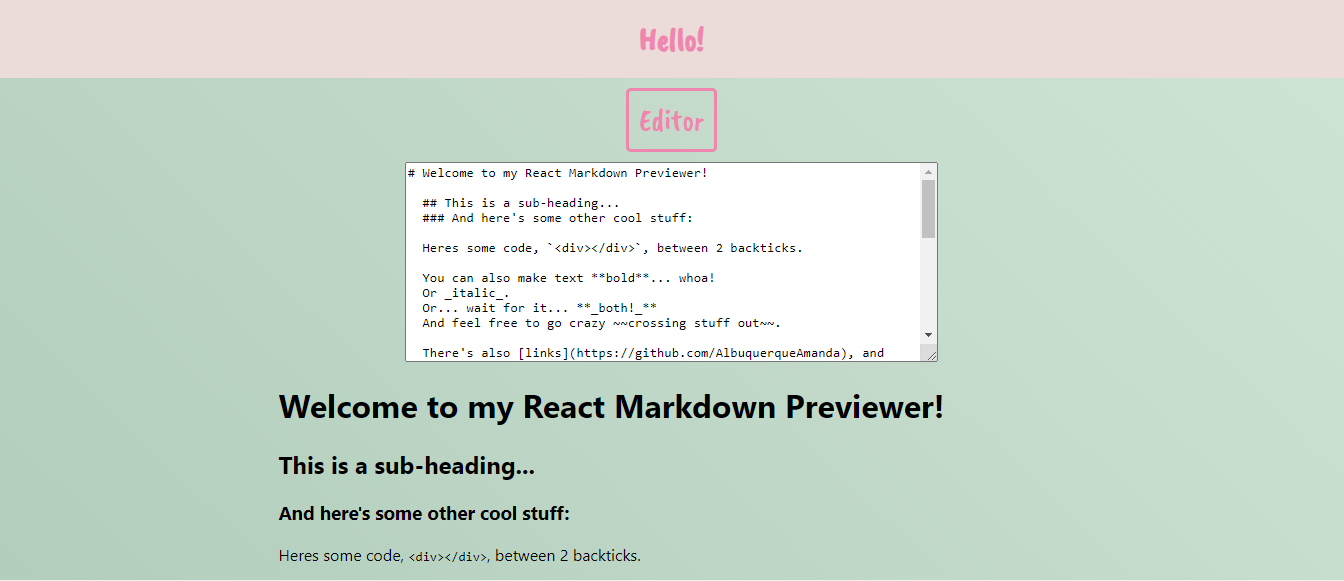 Hello!
Editor
# Welcome to my React Markdown Previewer!
## This is a sub-heading...
### And here's some other cool stuff:
Heres some code, `<div></div>`, between 2 backticks.
You can also make text **bold**... whoa!
Or _italic_.
Or... wait for it... **_both!_**
And feel free to go crazy ~~crossing stuff out~~.
There's also [links](https://github.com/AlbuquerqueAmanda), and
Welcome to my React Markdown Previewer!
This is a sub-heading...
And here's some other cool stuff:
Heres some code, <div></div>, between 2 backticks.